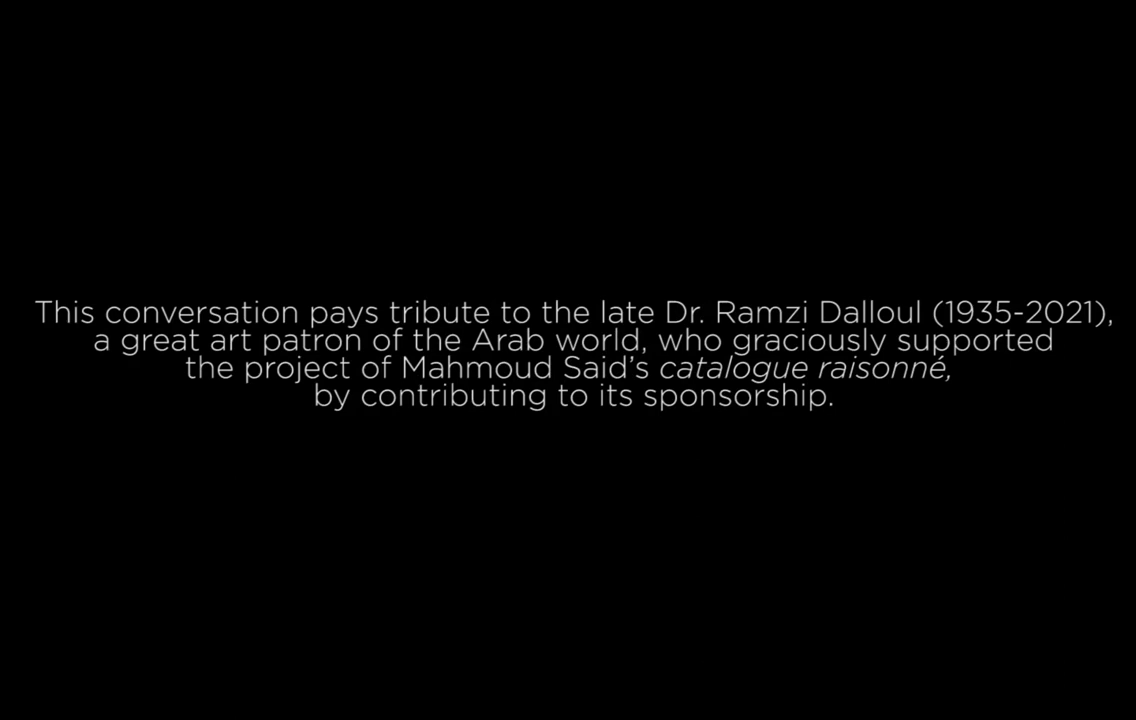 This conversation pays tribute to the late Dr. Ramzi Dalloul (1935-2021),
a great art patron of the Arab world, who graciously supported
the project of Mahmoud Said’s catalogue raisonné,
by contributing to its sponsorship.